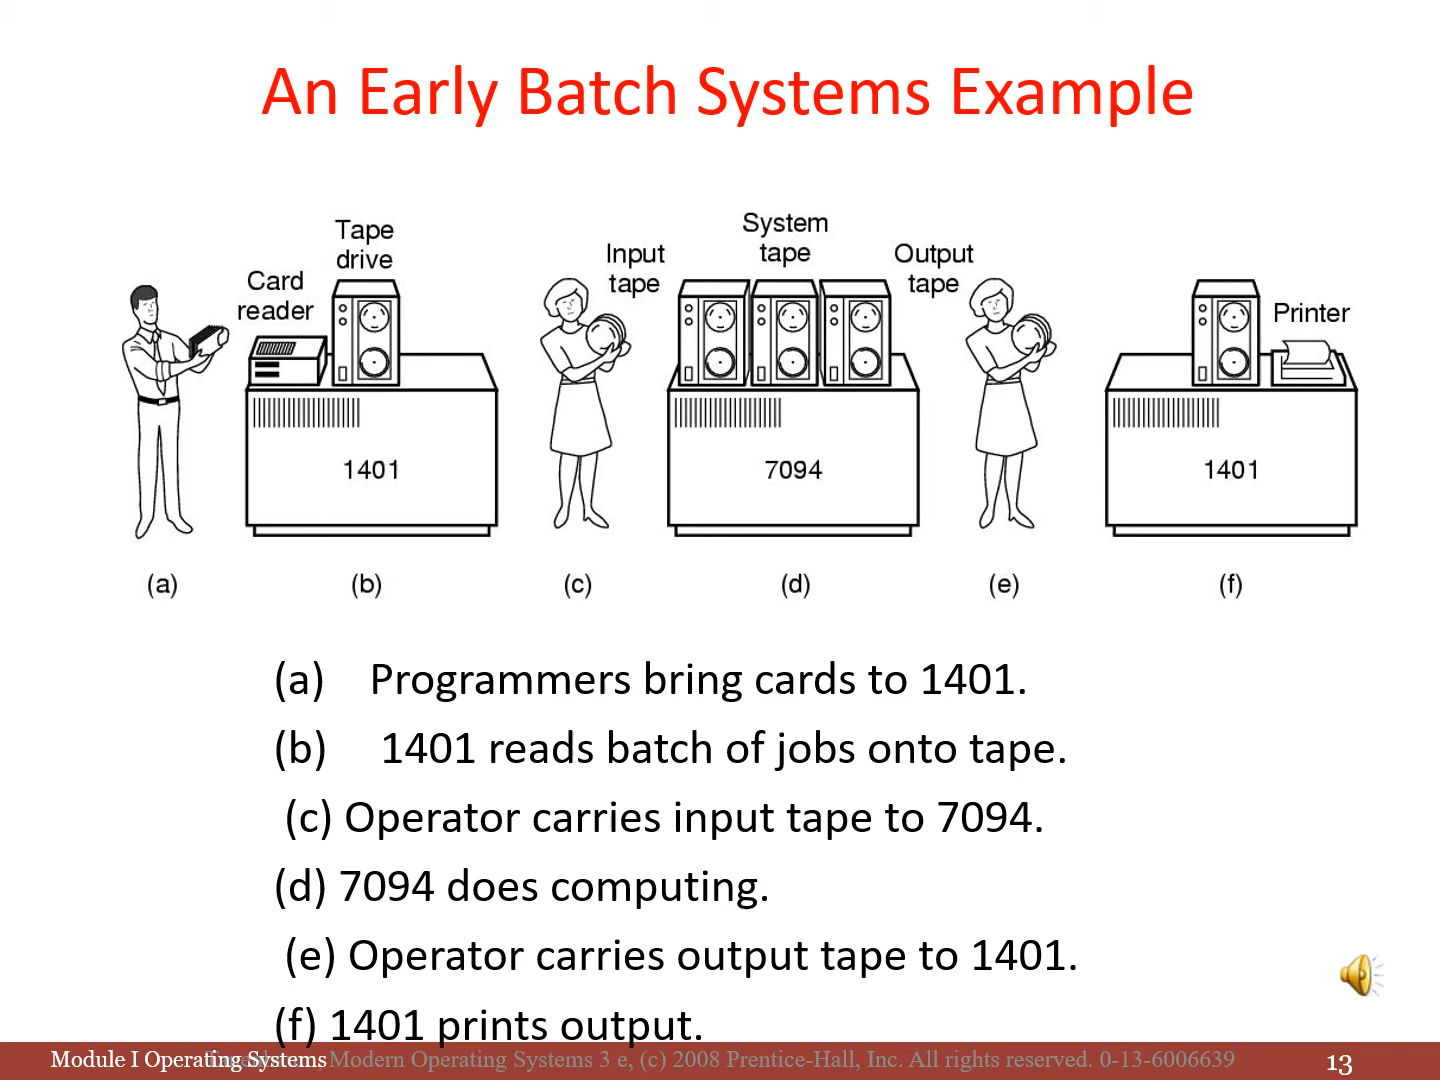 An Early Batch Systems Example
Tape
drive
Card
reader
Input
tape
System
tape
Output
tape
Printer
1401
7094
1401
(a)
(b)
(c)
(d)
(e)
(f)
(a) Programmers bring cards to 1401.
(b) 1401 reads batch of jobs onto tape.
(c) Operator carries input tape to 7094.
(d) 7094 does computing.
(e) Operator carries output tape to 1401.
(f) 1401 prints output.
Module I Operating Systems
Modern Operating Systems 3 e, (c) 2008 Prentice-Hall, Inc. All rights reserved. 0-13-6006639
13